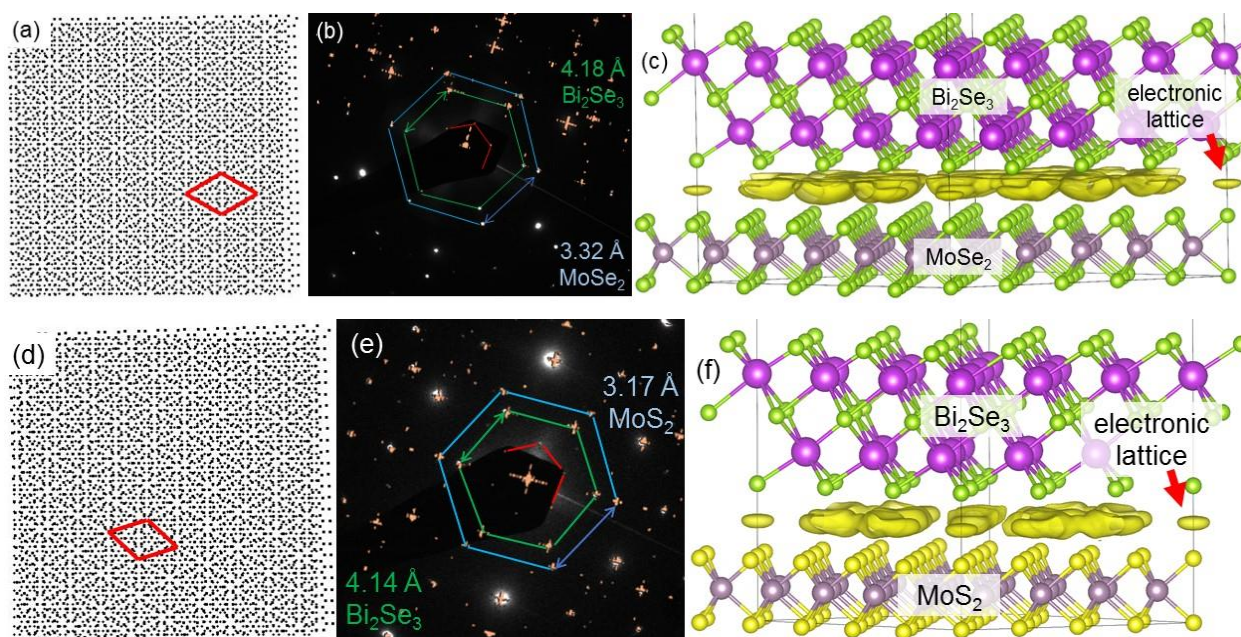 (a)
(b)
4.18 Å
Bi₂Se₃
3.32 Å
MoSe₂
(c)
Bi₂Se₃
electronic
lattice
MoSe₂
(d)
(e)
3.17 Å
MoS₂
4.14 Å
Bi₂Se₃
(f)
Bi₂Se₃
electronic
lattice
MoS₂